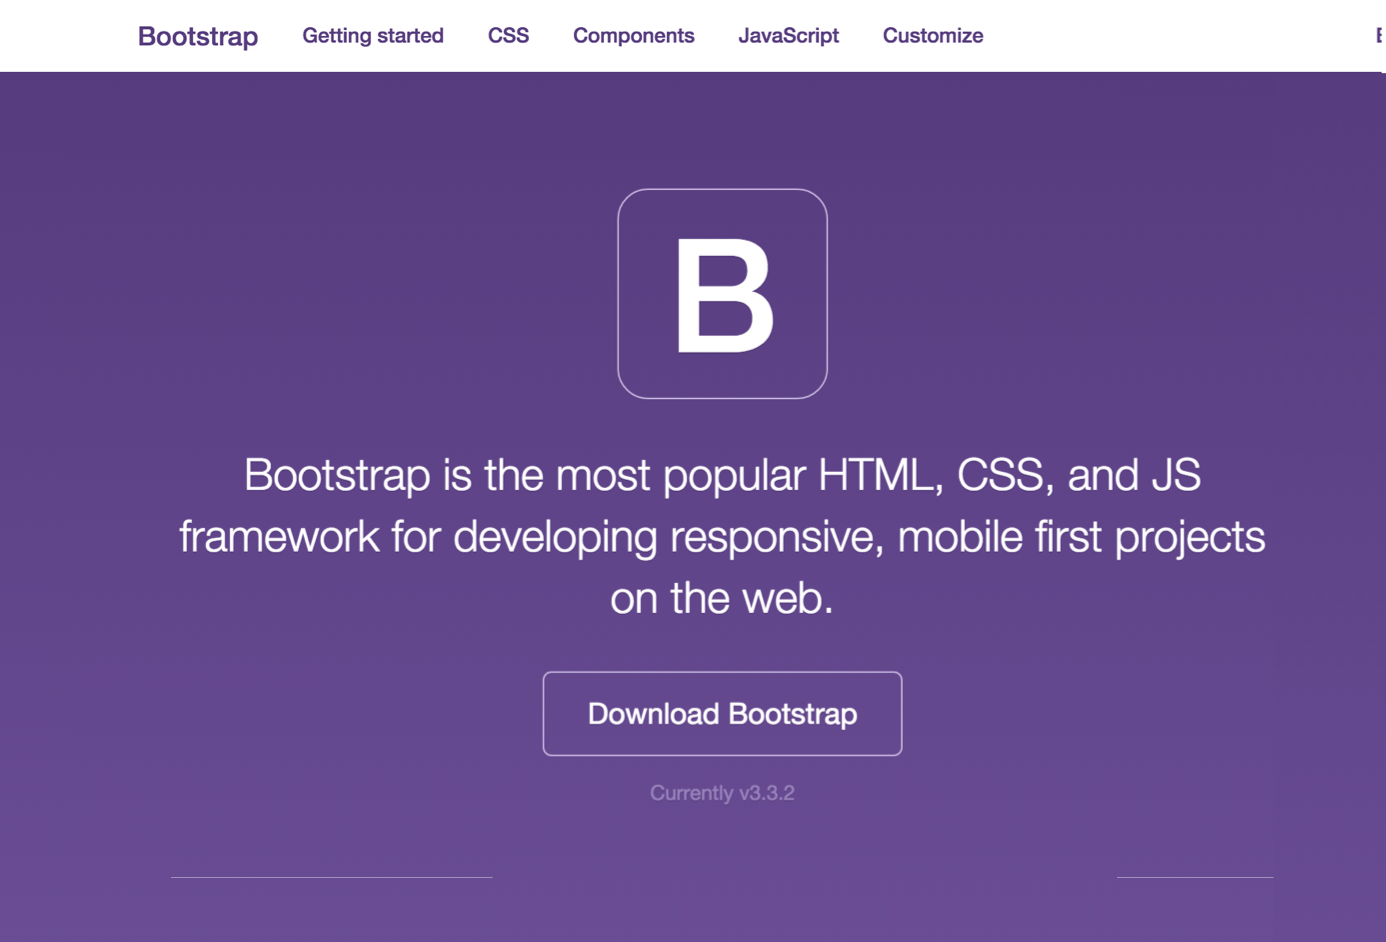 Bootstrap Getting started CSS Components JavaScript Customize
B
Bootstrap is the most popular HTML, CSS, and JS
framework for developing responsive, mobile first projects
on the web.
Download Bootstrap
Currently v3.3.2